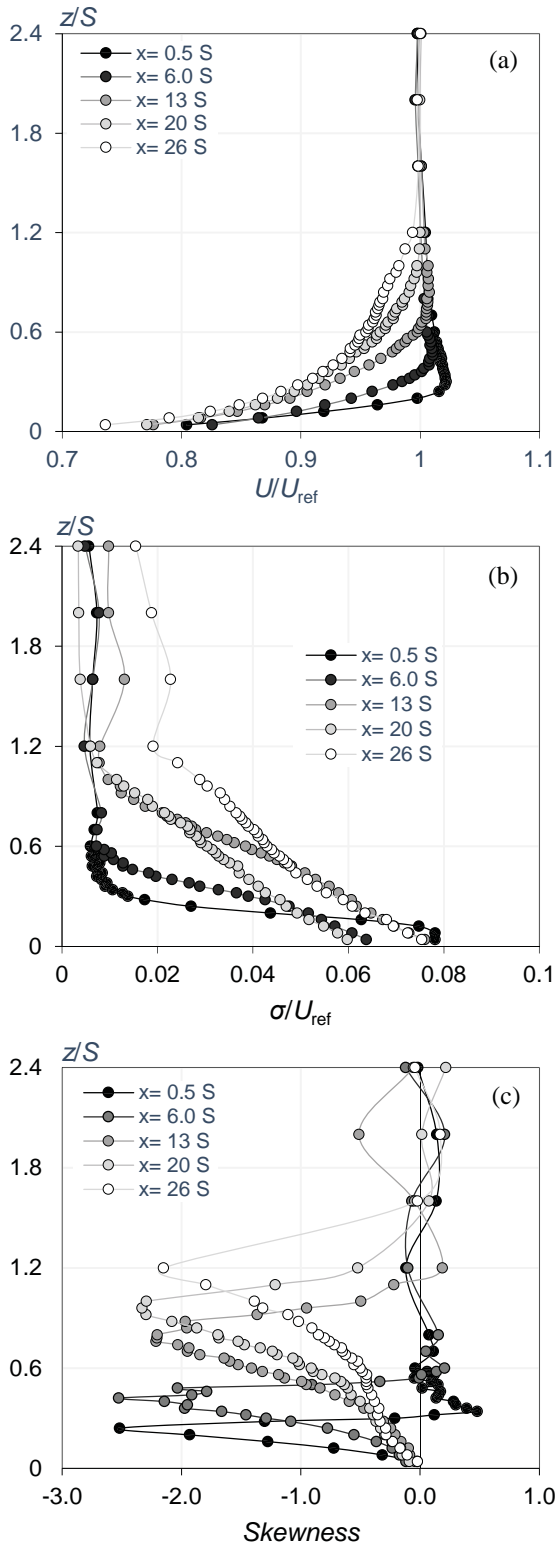 z/S
2.4
(a)
x= 0.5 S
x= 6.0 S
x= 13 S
x= 20 S
x= 26 S
1.8
1.2
0.6
0
0.7 0.8 0.9 1 1.1
U/Uref
z/S
2.4
(b)
1.8
x= 0.5 S
x= 6.0 S
x= 13 S
x= 20 S
x= 26 S
1.2
0.6
0
0 0.02 0.04 0.06 0.08 0.1
σ/Uref
z/S
2.4
(c)
x= 0.5 S
x= 6.0 S
x= 13 S
x= 20 S
x= 26 S
1.8
1.2
0.6
0
-3.0 -2.0 -1.0 0.0 1.0
Skewness